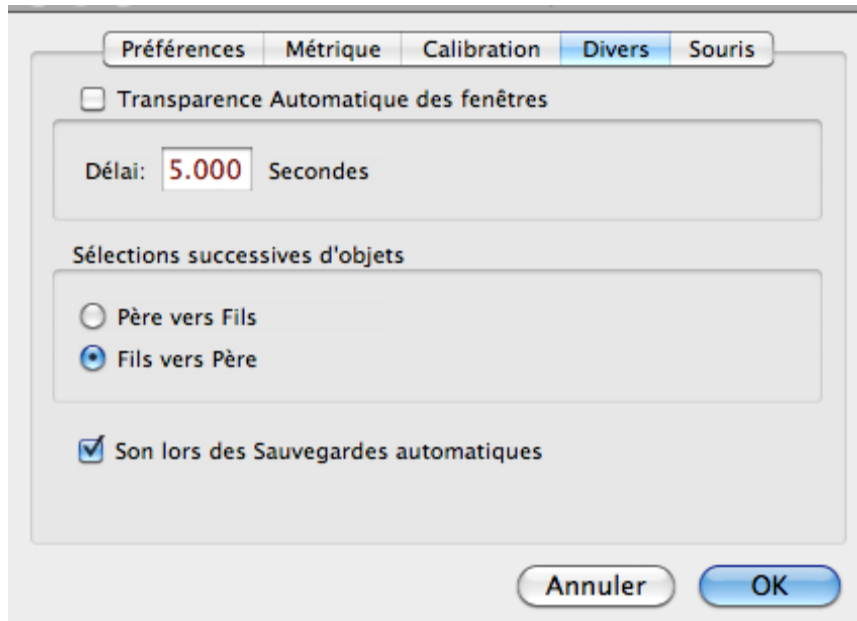 Préférences Métrique Calibration Divers Souris
Transparence Automatique des fenêtres
Délai: 5.000 Secondes
Sélections successives d'objets
Père vers Fils
Fils vers Père
Son lors des Sauvegardes automatiques
Annuler OK